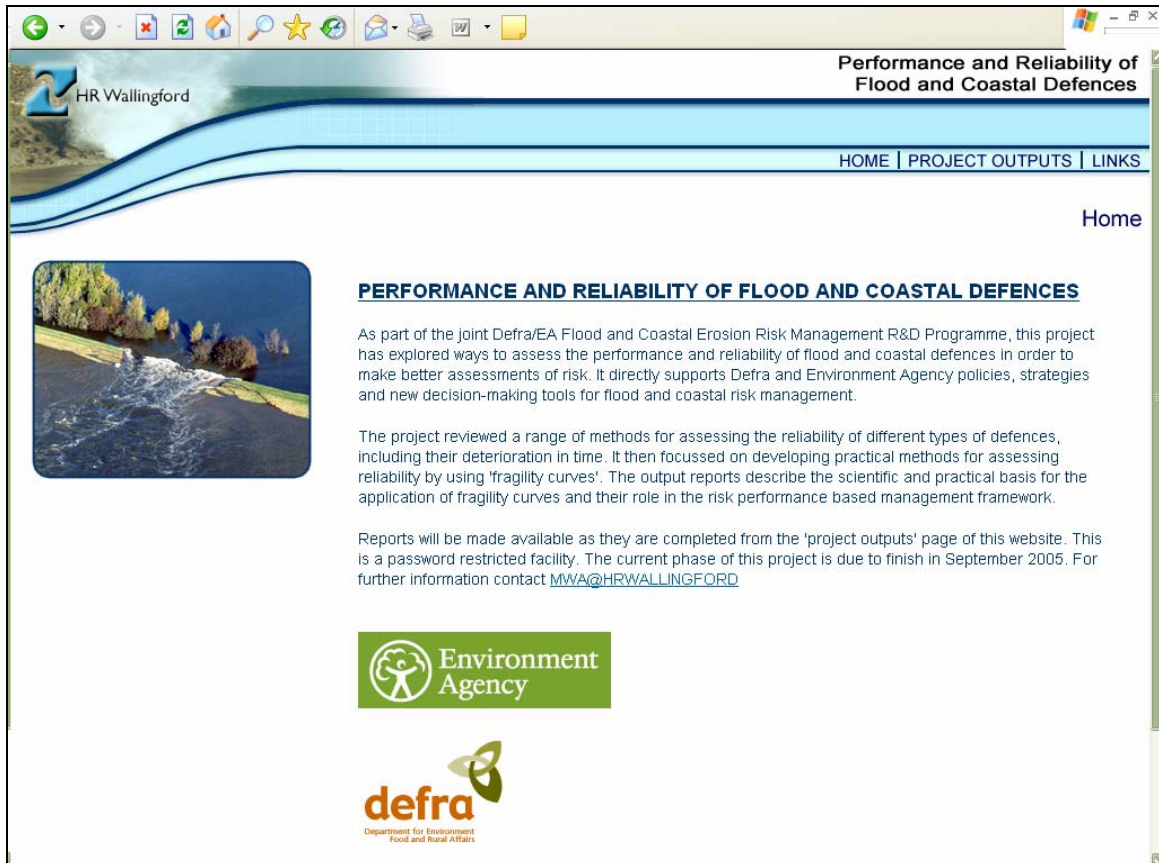 HR Wallingford
Performance and Reliability of
Flood and Coastal Defences
HOME | PROJECT OUTPUTS | LINKS
Home
PERFORMANCE AND RELIABILITY OF FLOOD AND COASTAL DEFENCES
As part of the joint Defra/EA Flood and Coastal Erosion Risk Management R&D Programme, this project
has explored ways to assess the performance and reliability of flood and coastal defences in order to
make better assessments of risk. It directly supports Defra and Environment Agency policies, strategies
and new decision-making tools for flood and coastal risk management.
The project reviewed a range of methods for assessing the reliability of different types of defences,
including their deterioration in time. It then focussed on developing practical methods for assessing
reliability by using 'fragility curves'. The output reports describe the scientific and practical basis for the
application of fragility curves and their role in the risk performance based management framework.
Reports will be made available as they are completed from the 'project outputs' page of this website. This
is a password restricted facility. The current phase of this project is due to finish in September 2005. For
further information contact MWA@HRWALLINGFORD
Environment
Agency
defra
Department for Environment
Food and Rural Affairs